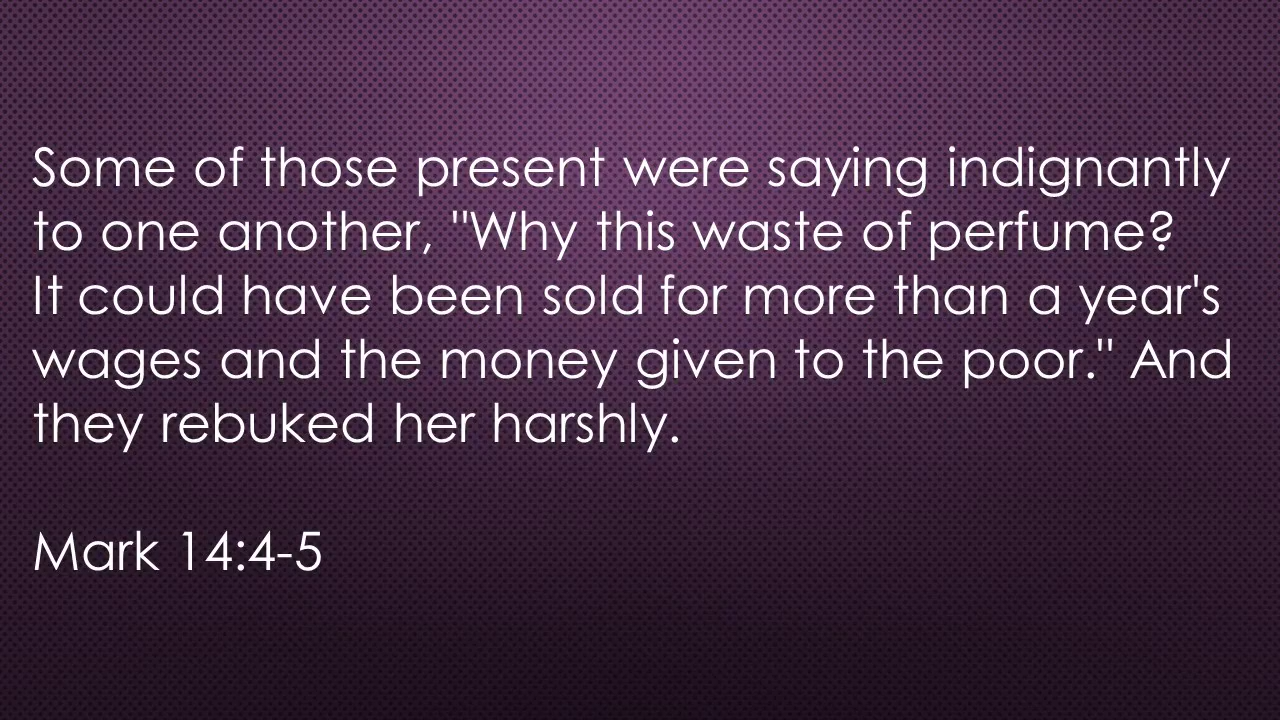 Some of those present were saying indignantly
to one another, "Why this waste of perfume?
It could have been sold for more than a year's
wages and the money given to the poor." And
they rebuked her harshly.
Mark 14:4-5